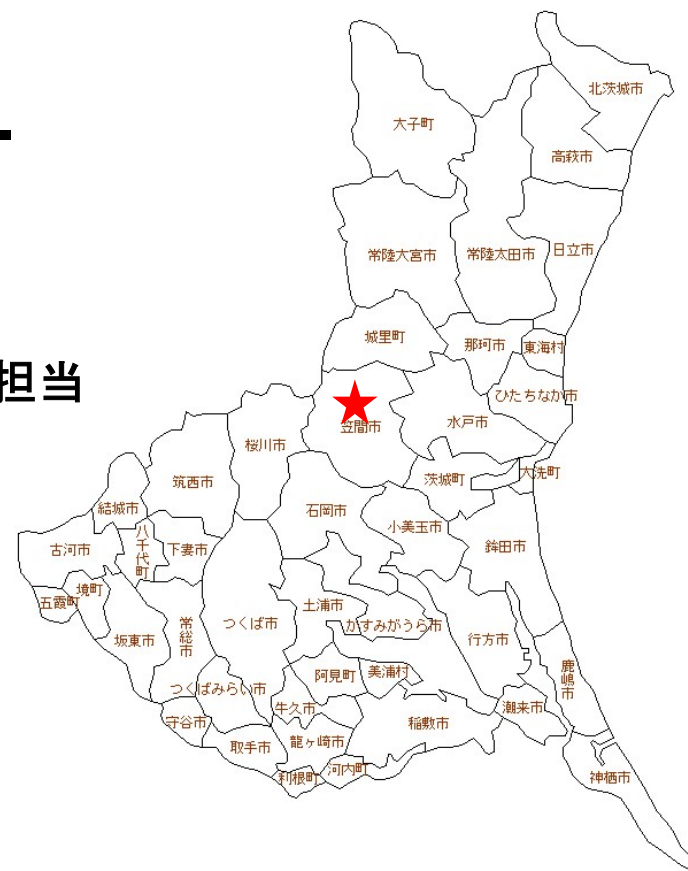 北茨城市
大子町
高萩市
常陸大宮市
常陸太田市
日立市
城里町
那珂市
東海村
担当
ひたちなか市
笠間市
水戸市
桜川市
茨城町
大洗町
筑西市
結城市
石岡市
小美玉市
古河市
八千代町
下妻市
鉾田市
境町
五霞町
土浦市
つくば市
かすみがうら市
坂東市
常総市
行方市
阿見町
美浦村
鹿嶋市
つくばみらい市
牛久市
潮来市
守谷市
稲敷市
取手市
龍ヶ崎市
利根町
河内町
神栖市